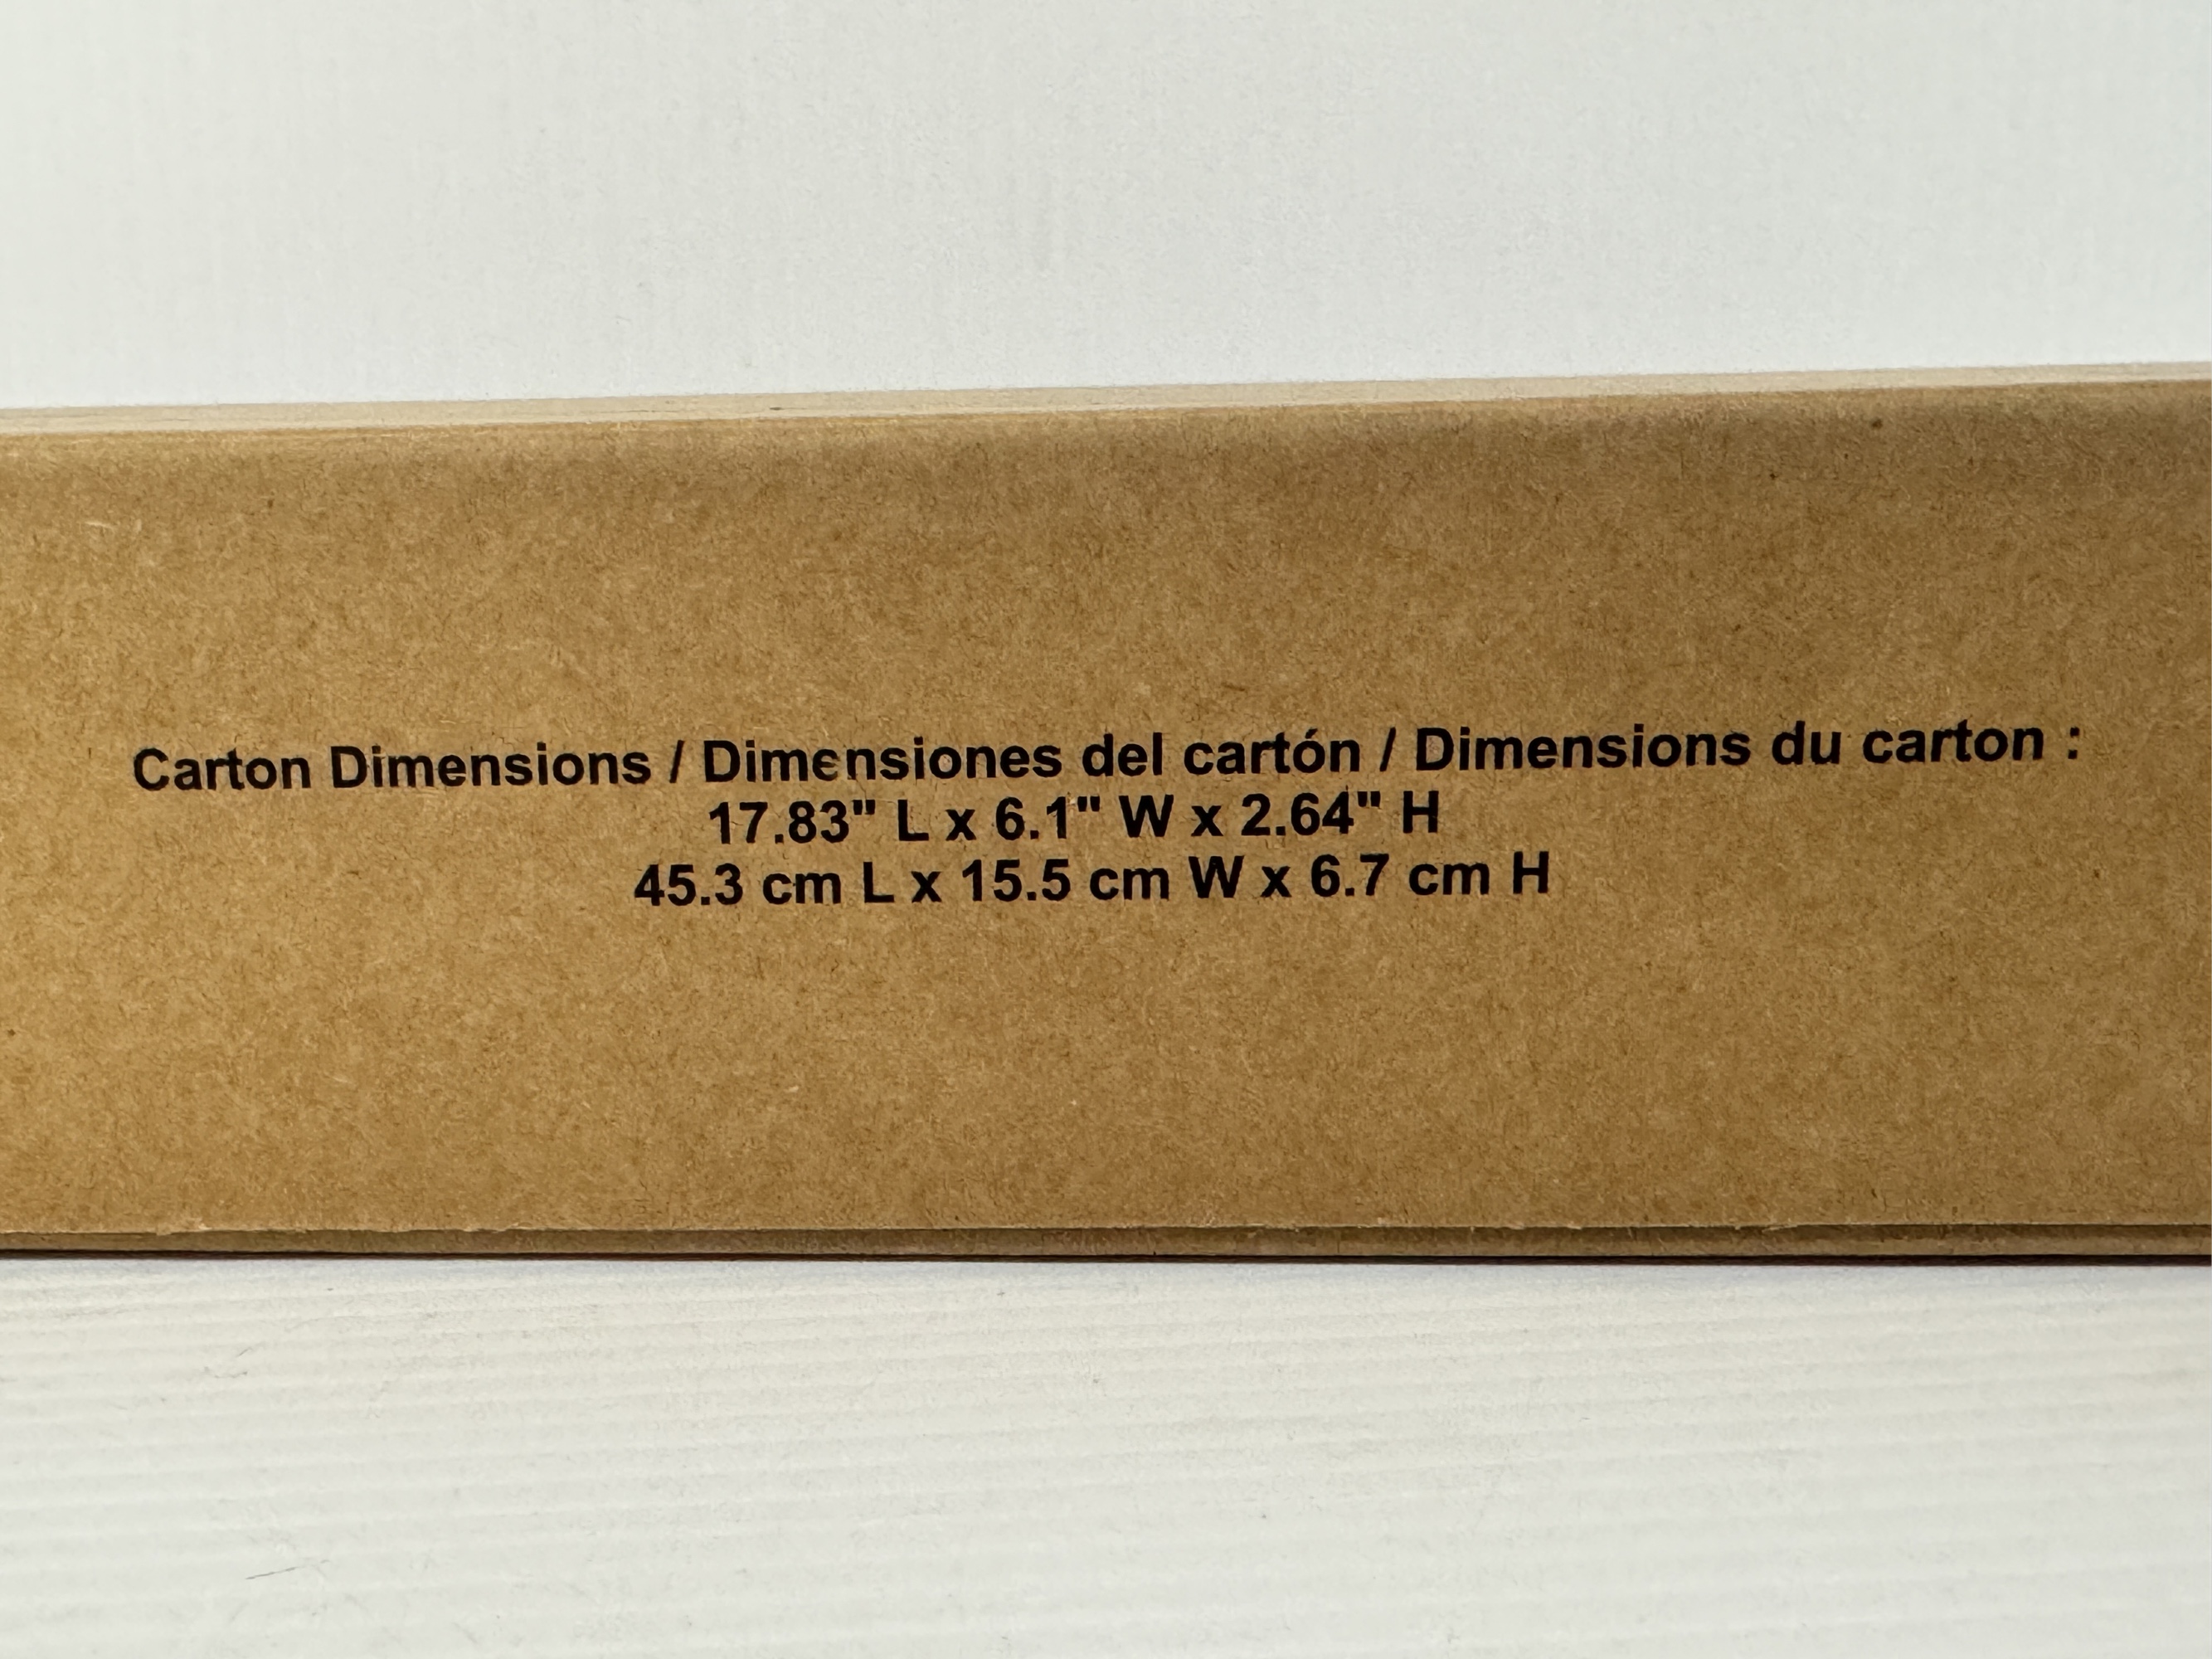 Carton Dimensions / Dimensiones del cartón / Dimensions du carton :
17.83" L x 6.1" W x 2.64" H
45.3 cm L x 15.5 cm W x 6.7 cm H